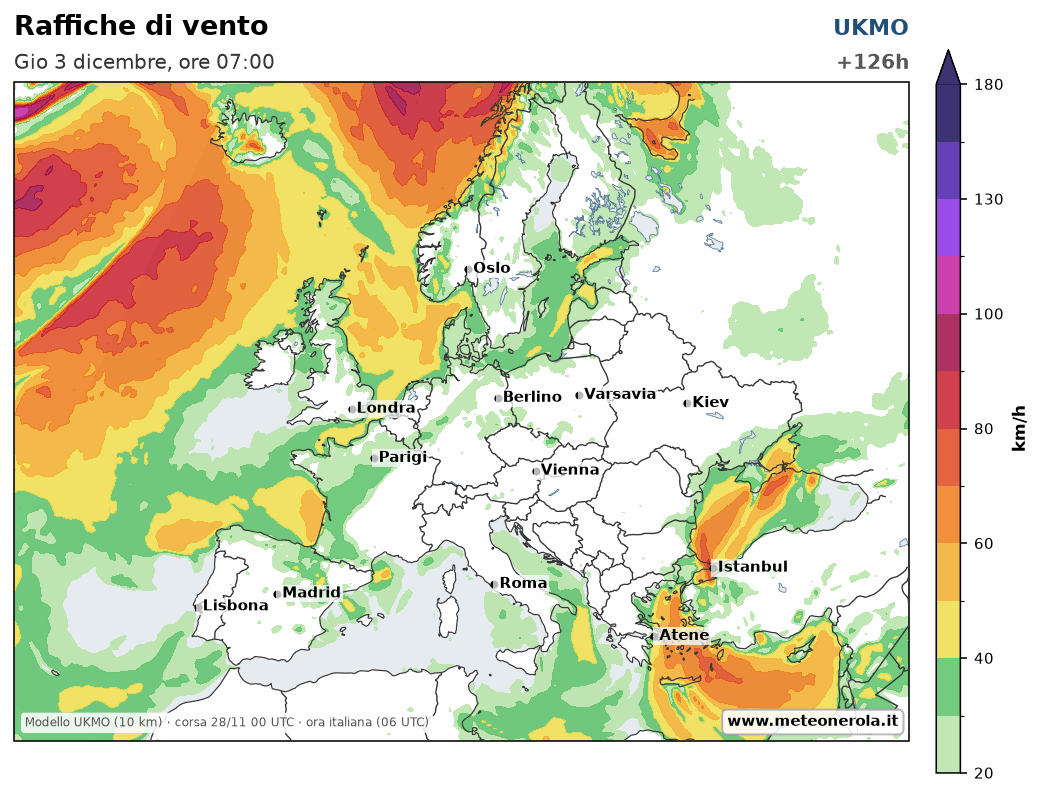 Raffiche di vento
UKMO
Gio 3 dicembre, ore 07:00
+126h
180
130
100
80
60
40
20
km/h
Oslo
Londra
Berlino
Varsavia
Kiev
Parigi
Vienna
Istanbul
Roma
Madrid
Lisbona
Atene
Modello UKMO (10 km) · corsa 28/11 00 UTC · ora italiana (06 UTC)
www.meteonerola.it